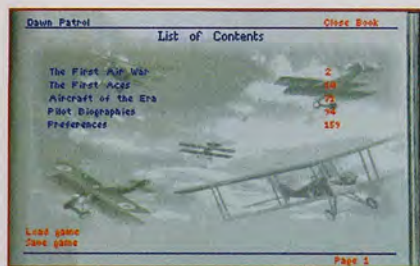 Dawn Patrol Close Book
List of Contents
The First Air War 2
The First Aces
Aircraft of the Era
Pilot Biographies
Preferences 159
Load game
Save game
Page 1